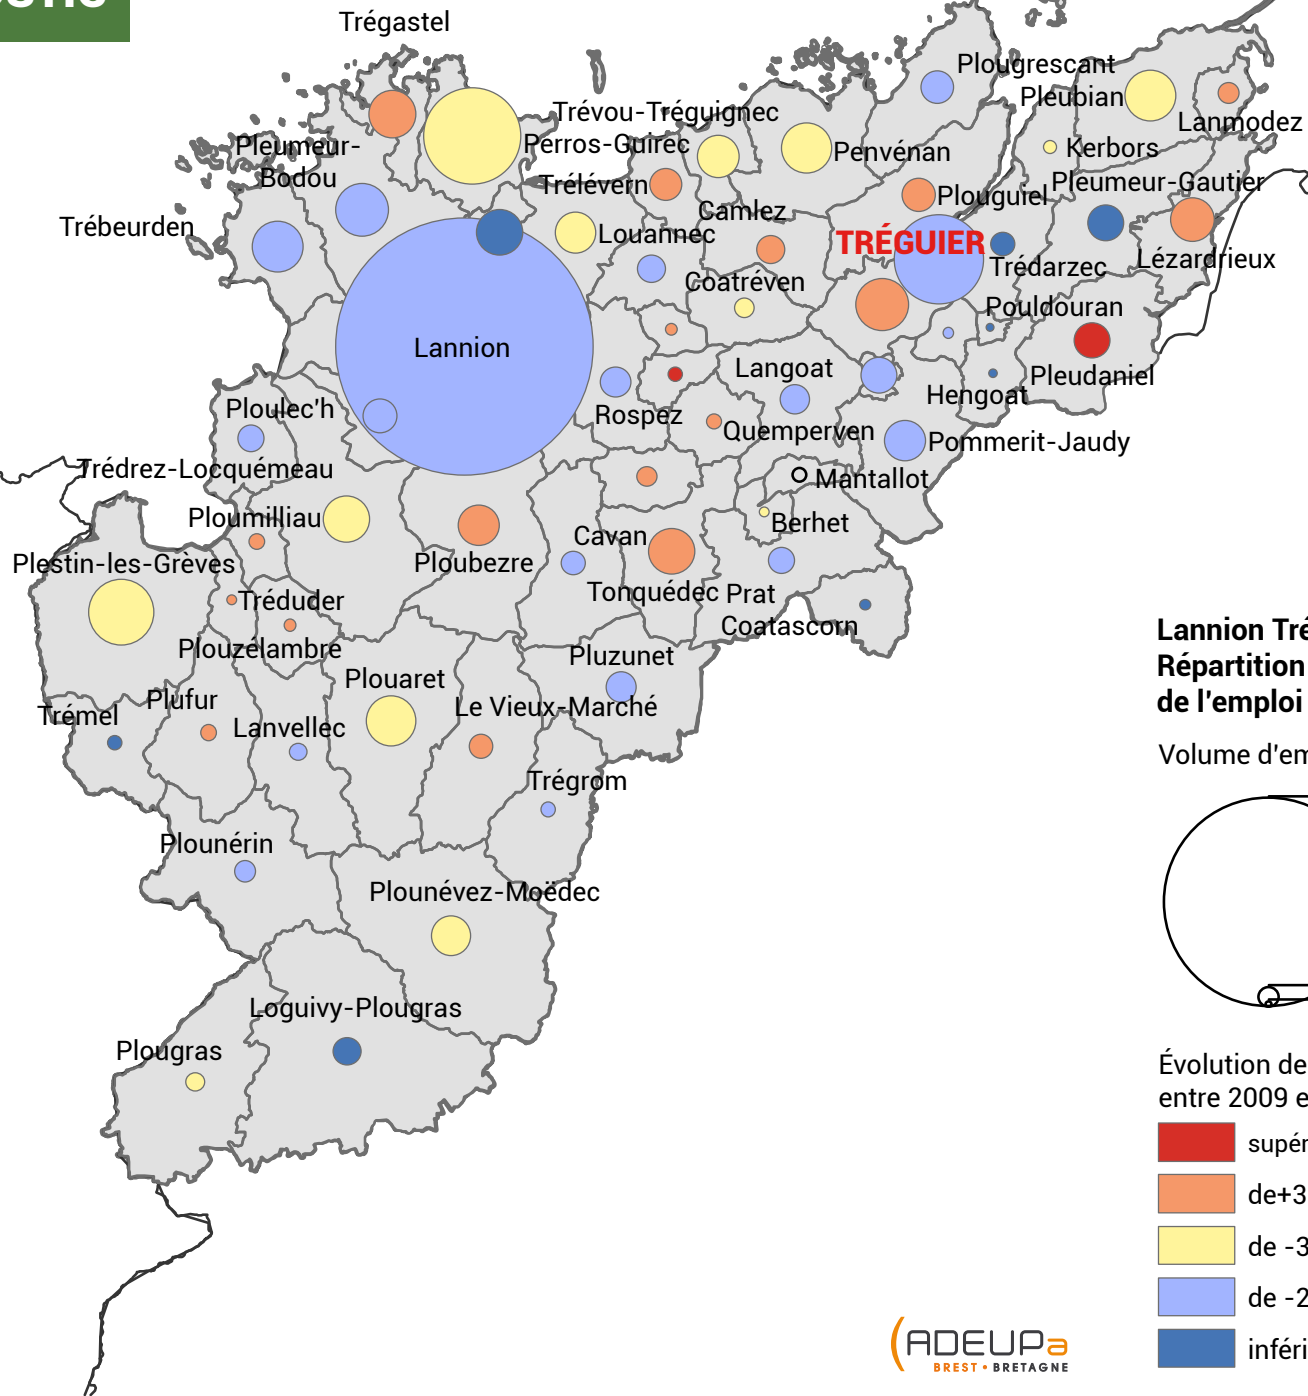 Trégastel
Plougrescant
Pleubian
Trévou-Tréguignec
Lanmodez
Perros-Guirec
Pleumeur-
Bodou
Penvénan
Kerbors
Trélévern
Plouguiel
Pleumeur-Gautier
Camlez
Trébeurden
Louannec
TRÉGUIER
Trédarzec
Lézardrieux
Coatréven
Pouldouran
Lannion
Langoat
Pleudaniel
Hengoat
Ploulec'h
Rospez
Quemperven
Pommerit-Jaudy
Trédrez-Locquémeau
Mantallot
Ploumilliau
Berhet
Cavan
Plestin-les-Grèves
Ploubezre
Tonquédec
Prat
Tréduder
Coatascorn
Plouzélambre
Pluzunet
Plouaret
Plufur
Le Vieux-Marché
Trémel
Lanvellec
Trégrom
Plounérin
Plounévez-Moëdec
Loguivy-Plougras
Plougras
Lannion Tré
Répartition
de l'emploi
Volume d'em
Évolution de
entre 2009 e
supér
de+3
de -3
de -2
inféri
ADEUPa
BREST • BRETAGNE